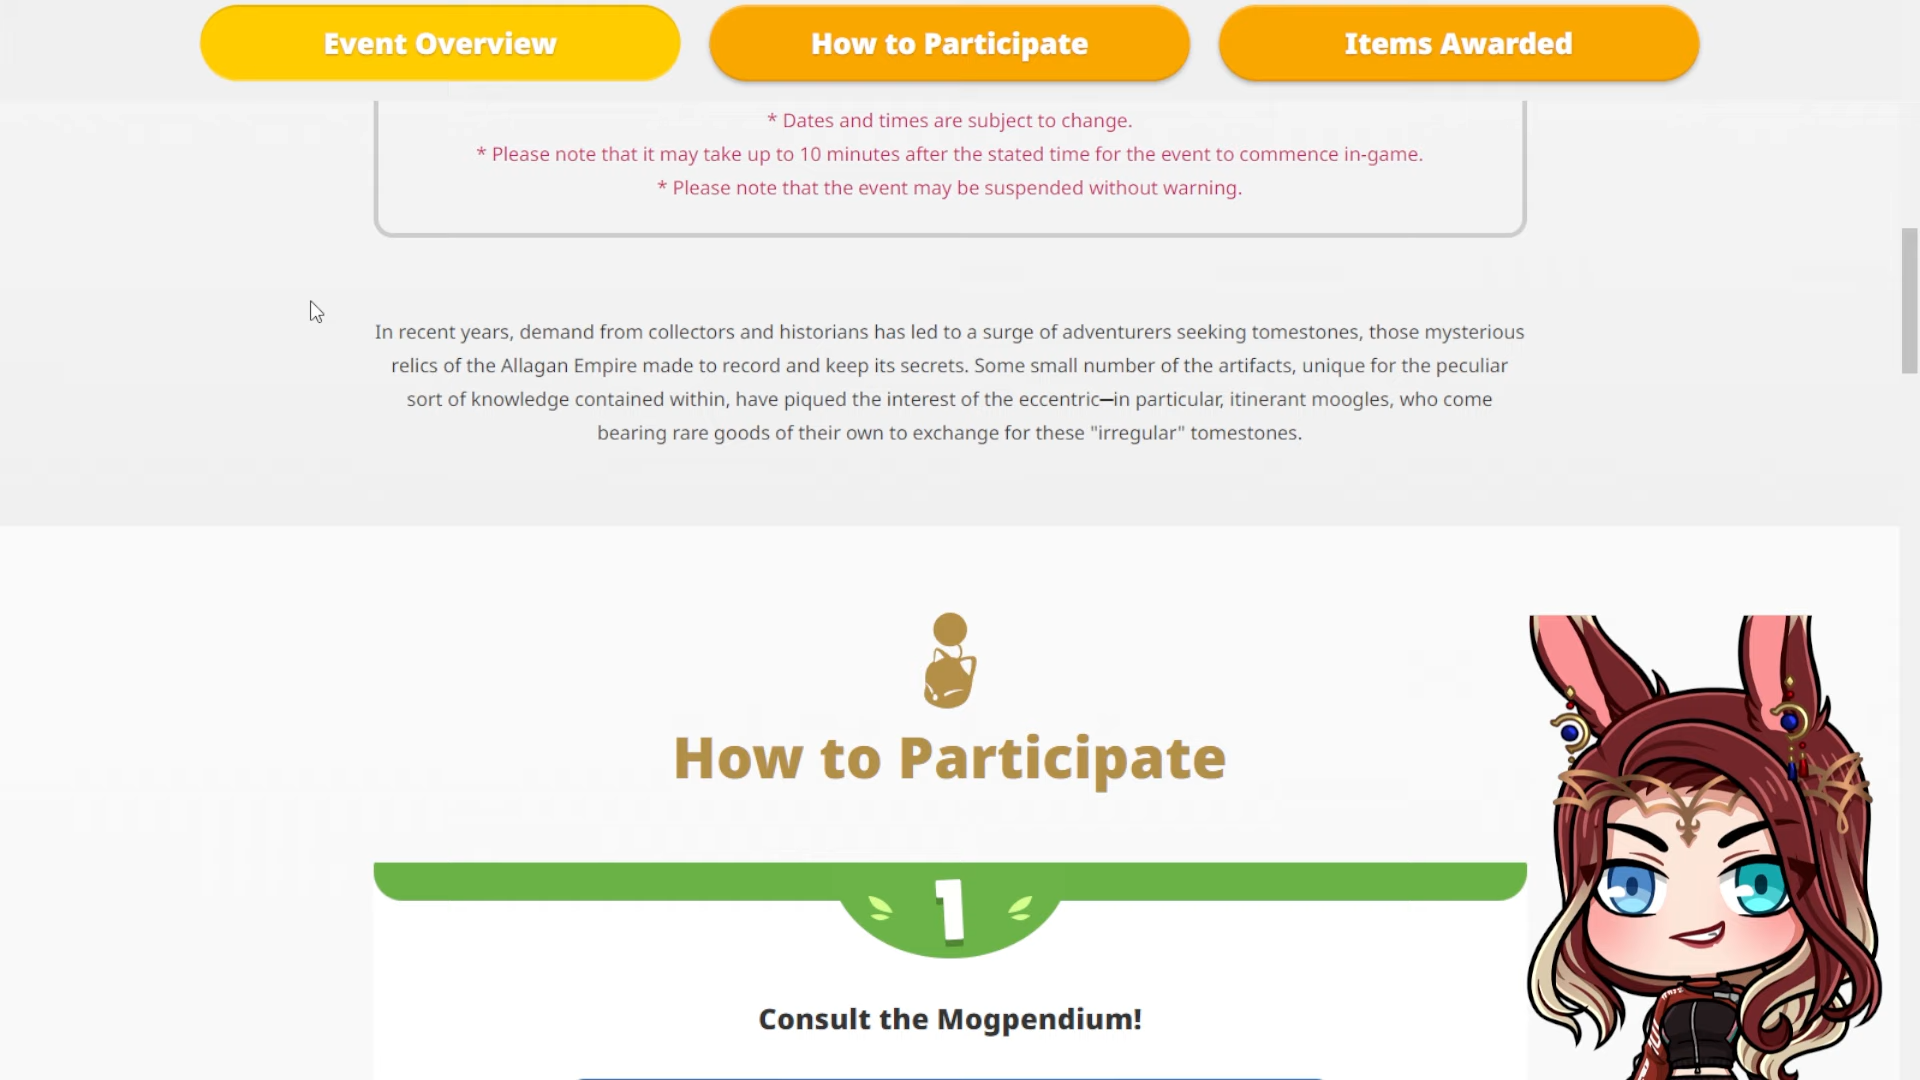 Event Overview
How to Participate
Items Awarded
* Dates and times are subject to change.
* Please note that it may take up to 10 minutes after the stated time for the event to commence in-game.
* Please note that the event may be suspended without warning.
In recent years, demand from collectors and historians has led to a surge of adventurers seeking tomestones, those mysterious
relics of the Allagan Empire made to record and keep its secrets. Some small number of the artifacts, unique for the peculiar
sort of knowledge contained within, have piqued the interest of the eccentric—in particular, itinerant moogles, who come
bearing rare goods of their own to exchange for these "irregular" tomestones.
How to Participate
1
Consult the Mogpendium!